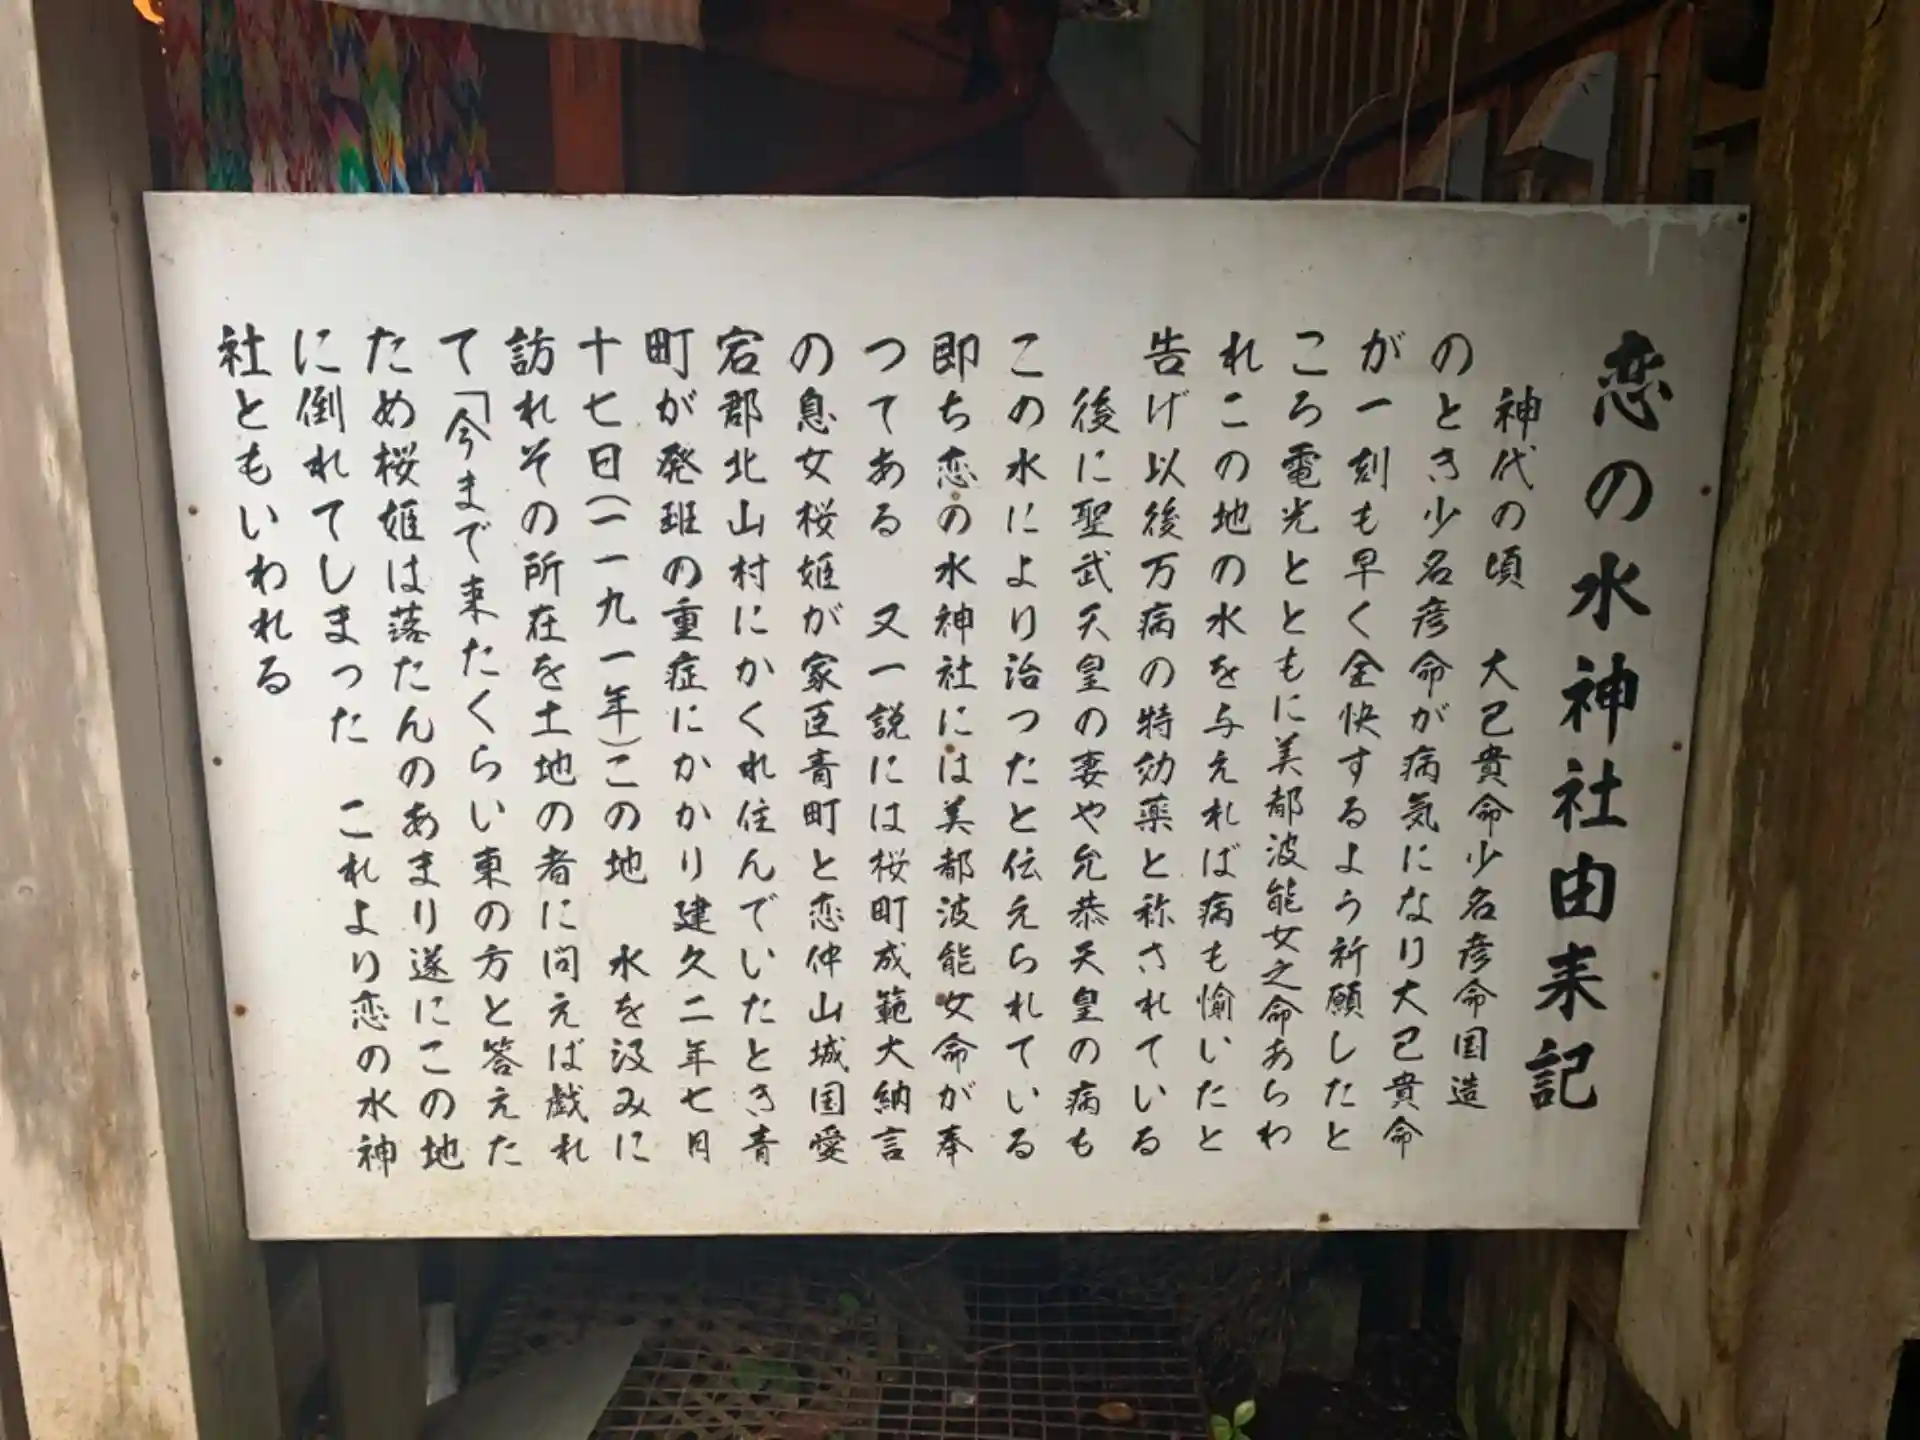 恋の水神社由来記
神代の頃　大己貴命少名彦命国造
のとき少名彦命が病気になり大己貴命
が一刻も早く全快するよう祈願したと
ころ電光とともに美都波能女之命あらわ
れこの地の水を与えれば病も愉いたと
告げ以後万病の特効薬と称されている
後に聖武天皇の妻や允恭天皇の病も
この水により治つたと伝えられている
即ち恋の水神社には美都波能女命が奉
つてある　又一説には桜町成範大納言
の息女桜姫が家臣青町と恋仲山城国愛
宕郡北山村にかくれ住んでいたとき青
町が発班の重症にかかり建久二年七月
十七日(一一九一年)この地　水を汲みに
訪れその所在を土地の者に問えば戯れ
て「今まで来たくらい東の方と答えた
ため桜姫は落たんのあまり遂にこの地
に倒れてしまった　これより恋の水神
社ともいわれる